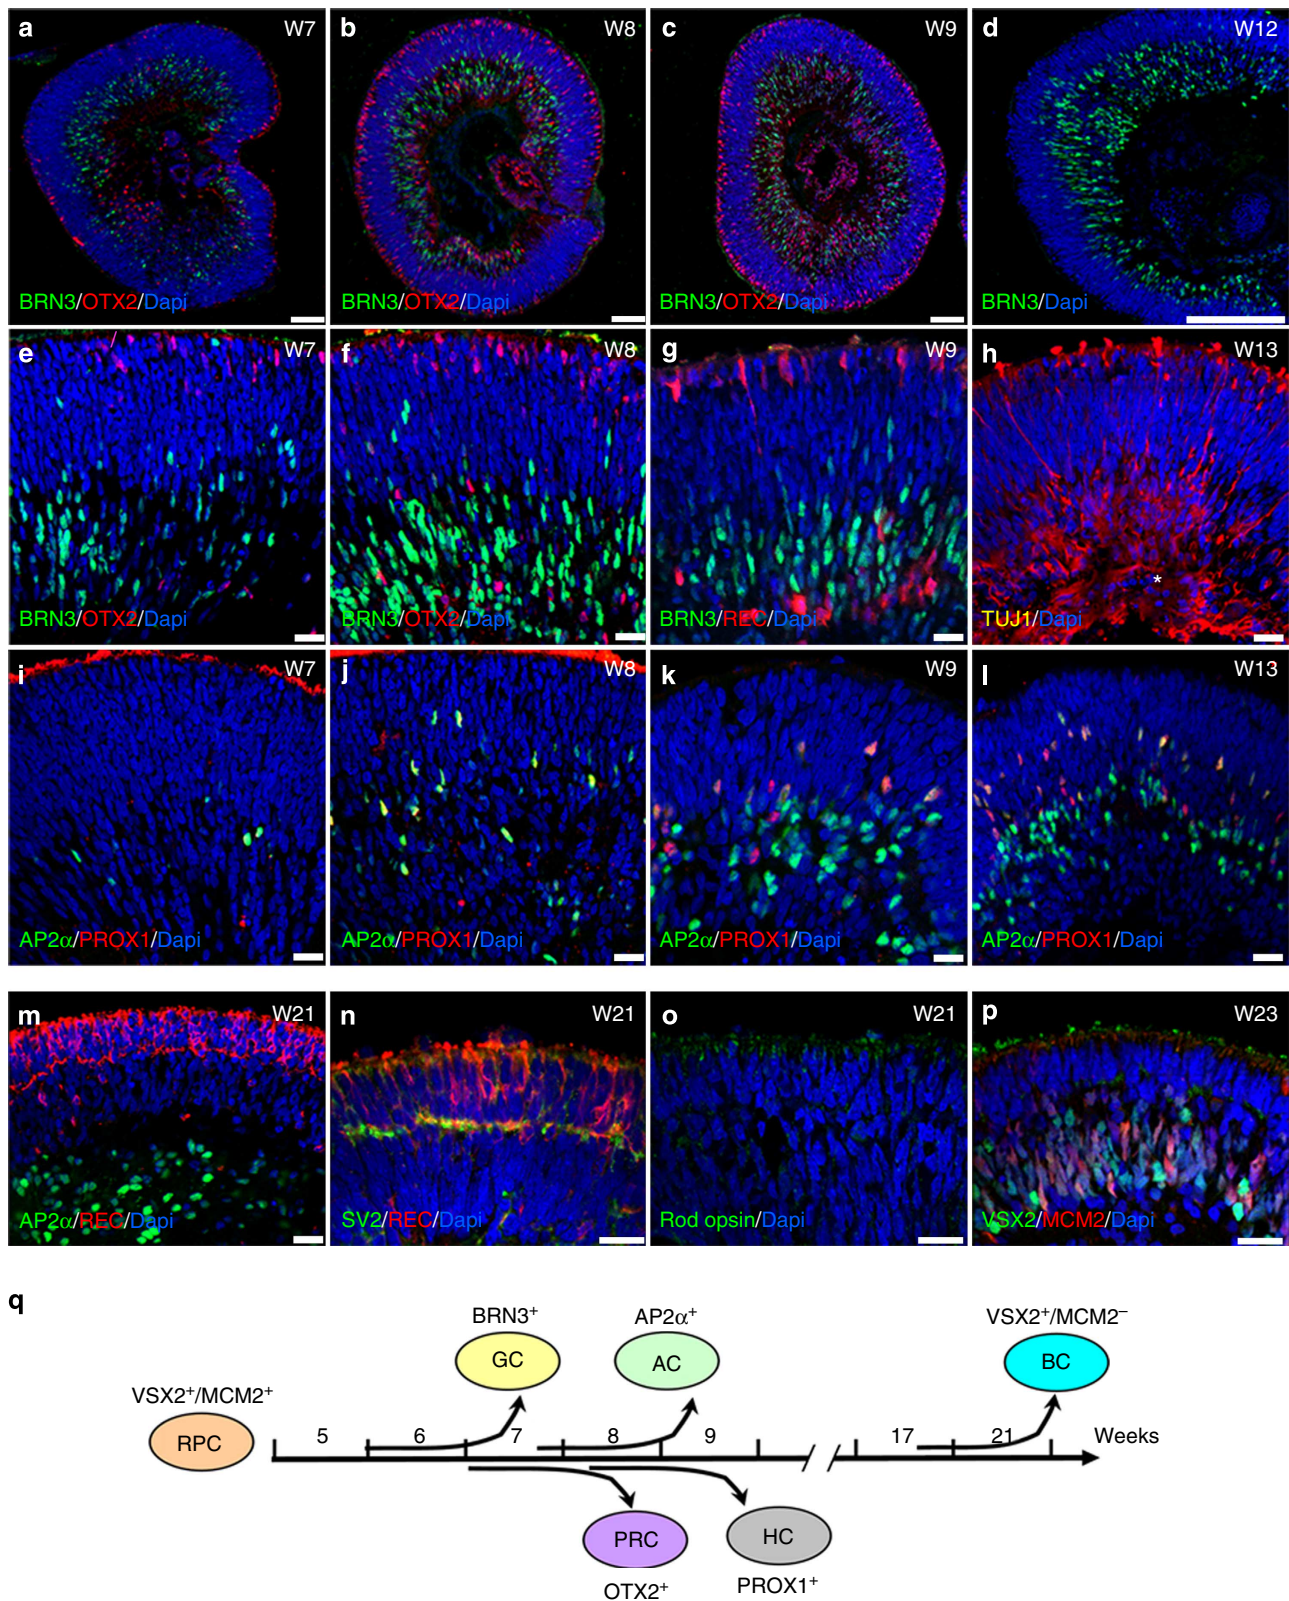 a W7
BRN3/OTX2/Dapi
b W8
BRN3/OTX2/Dapi
c W9
BRN3/OTX2/Dapi
d W12
BRN3/Dapi
e W7
BRN3/OTX2/Dapi
f W8
BRN3/OTX2/Dapi
g W9
BRN3/REC/Dapi
h W13
*
TUJ1/Dapi
i W7
AP2α/PROX1/Dapi
j W8
AP2α/PROX1/Dapi
k W9
AP2α/PROX1/Dapi
l W13
AP2α/PROX1/Dapi
m W21
AP2α/REC/Dapi
n W21
SV2/REC/Dapi
o W21
Rod opsin/Dapi
p W23
VSX2/MCM2/Dapi
q
BRN3⁺ AP2α⁺ VSX2⁺/MCM2⁻
GC AC BC
VSX2⁺/MCM2⁺
RPC
5 6 7 8 9 17 21 Weeks
PRC HC
OTX2⁺ PROX1⁺